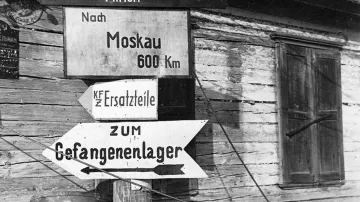 Nach
Moskau
600 Km
KFZ Ersatzteile
ZUM
Gefangenenlager